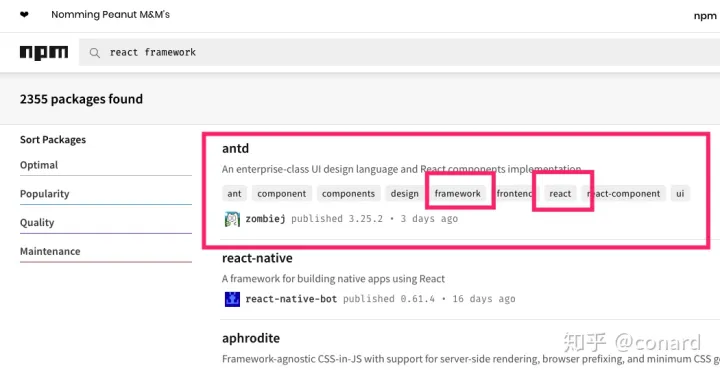 ❤ Nomming Peanut M&M's npm
npm react framework
2355 packages found
Sort Packages
Optimal
Popularity
Quality
Maintenance
antd
An enterprise-class UI design language and React components implementation
ant component components design framework frontend react react-component ui
zombiej published 3.25.2 • 3 days ago
react-native
A framework for building native apps using React
react-native-bot published 0.61.4 • 16 days ago
aphrodite
Framework-agnostic CSS-in-JS with support for server-side rendering, browser prefixing, and minimum CSS g
知乎 @conard